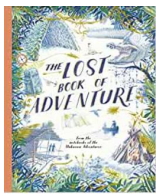 THE LOST
BOOK OF
ADVENTURE
from the
notebooks of the
Unknown Adventurer